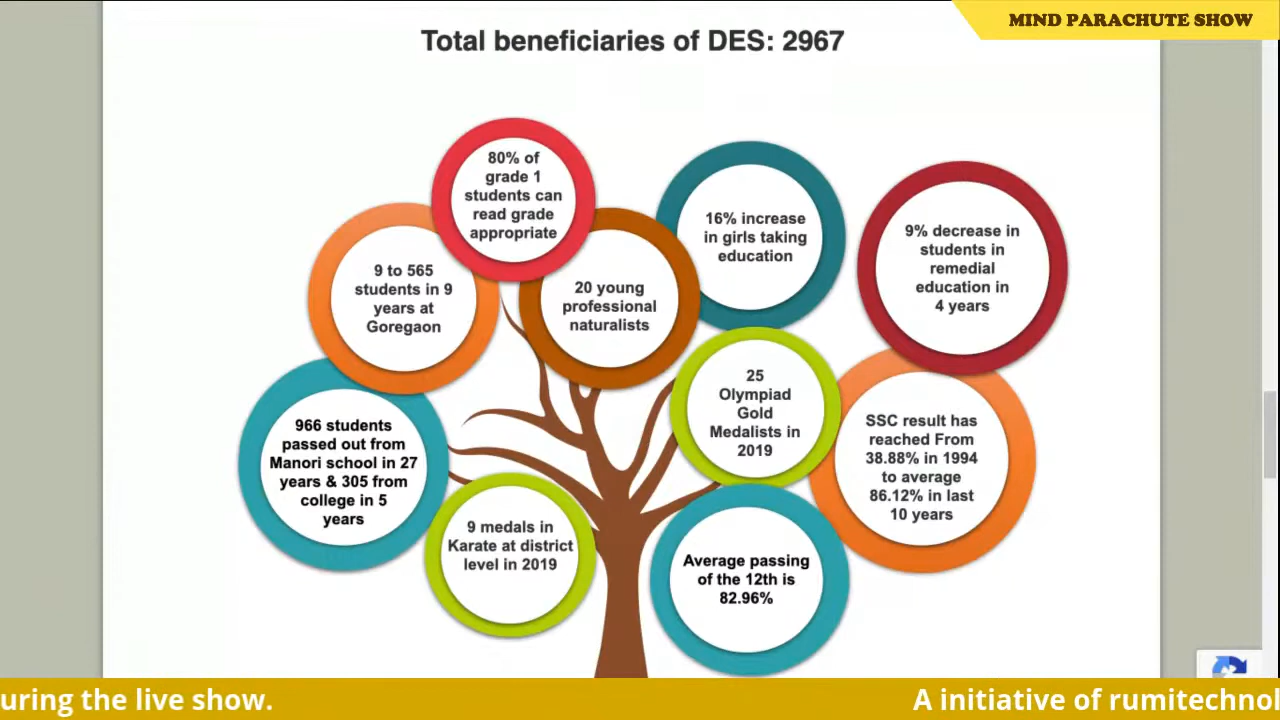 MIND PARACHUTE SHOW
Total beneficiaries of DES: 2967
80% of
grade 1
students can
read grade
appropriate
16% increase
in girls taking
education
9% decrease in
students in
remedial
education in
4 years
9 to 565
students in 9
years at
Goregaon
20 young
professional
naturalists
25
Olympiad
Gold
Medalists in
2019
SSC result has
reached From
38.88% in 1994
to average
86.12% in last
10 years
966 students
passed out from
Manori school in 27
years & 305 from
college in 5
years
9 medals in
Karate at district
level in 2019
Average passing
of the 12th is
82.96%
uring the live show.
A initiative of rumitechnol